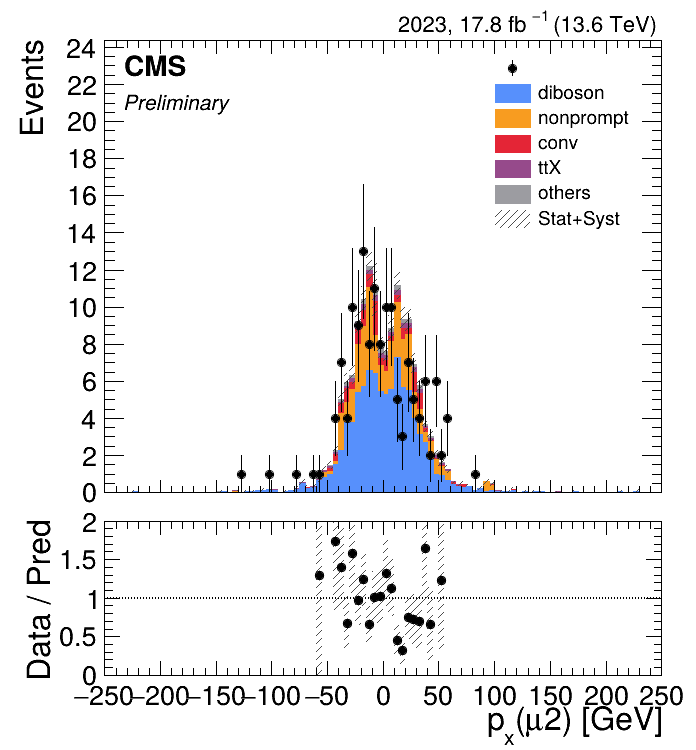 2023, 17.8 fb⁻¹ (13.6 TeV)
CMS
Preliminary
Events
24
22
20
18
16
14
12
10
8
6
4
2
0
diboson
nonprompt
conv
ttX
others
Stat+Syst
Data / Pred
2
1.5
1
0.5
0
−250 −200 −150 −100 −50 0 50 100 150 200 250
pₓ(μ2) [GeV]